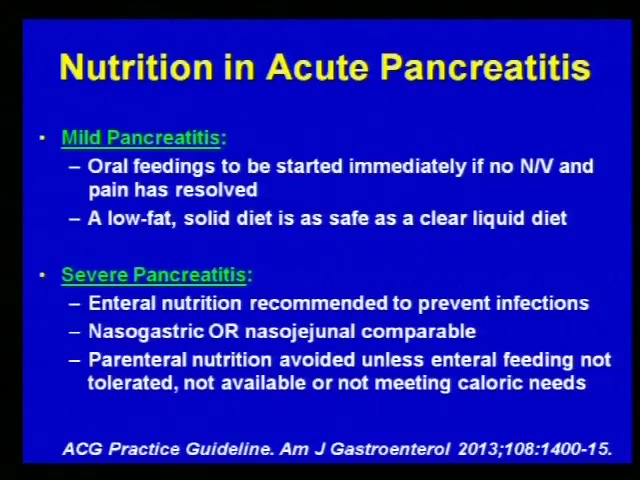 Nutrition in Acute Pancreatitis
• Mild Pancreatitis:
– Oral feedings to be started immediately if no N/V and
pain has resolved
– A low-fat, solid diet is as safe as a clear liquid diet
• Severe Pancreatitis:
– Enteral nutrition recommended to prevent infections
– Nasogastric OR nasojejunal comparable
– Parenteral nutrition avoided unless enteral feeding not
tolerated, not available or not meeting caloric needs
ACG Practice Guideline. Am J Gastroenterol 2013;108:1400-15.